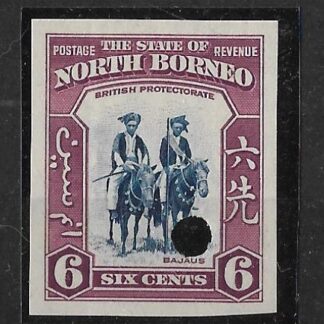 POSTAGE THE STATE OF REVENUE
NORTH BORNEO
BRITISH PROTECTORATE
六先
BAJAUS
6 SIX CENTS 6